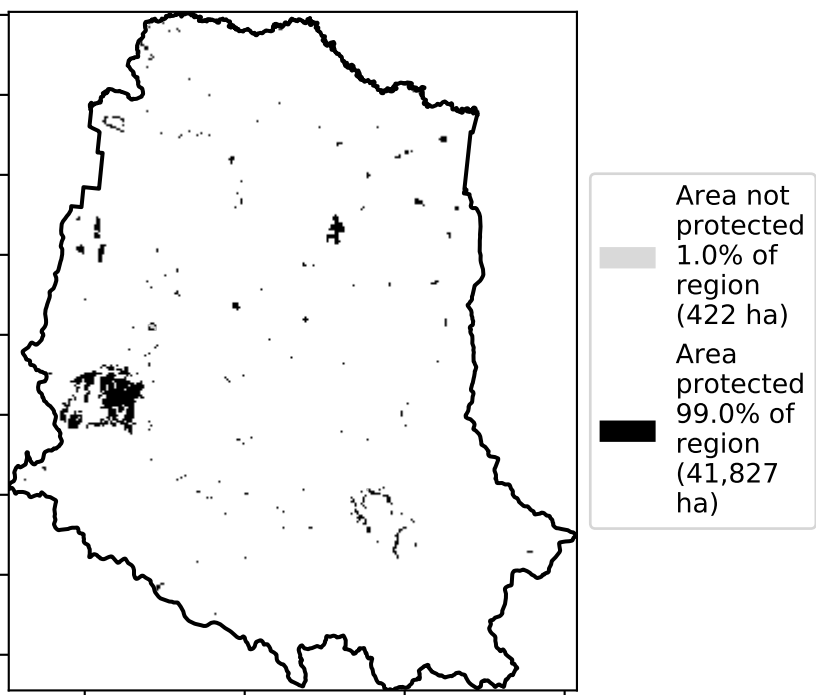 Area not
protected
1.0% of
region
(422 ha)
Area
protected
99.0% of
region
(41,827
ha)